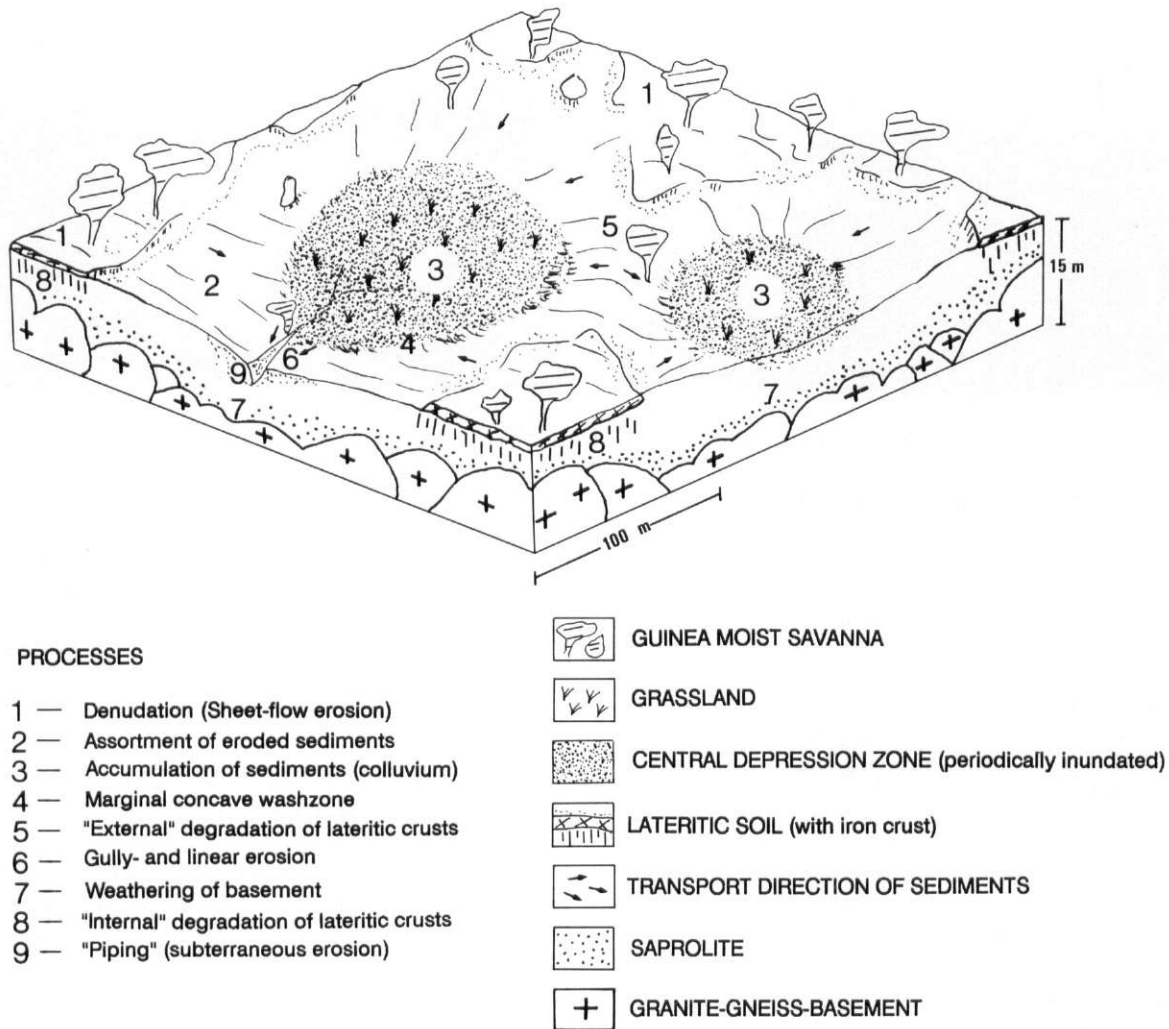 1
1
5
3
2
3
8
15 m
4
6
9
7
7
8
100 m
PROCESSES
1 — Denudation (Sheet-flow erosion)
2 — Assortment of eroded sediments
3 — Accumulation of sediments (colluvium)
4 — Marginal concave washzone
5 — "External" degradation of lateritic crusts
6 — Gully- and linear erosion
7 — Weathering of basement
8 — "Internal" degradation of lateritic crusts
9 — "Piping" (subterraneous erosion)
GUINEA MOIST SAVANNA
GRASSLAND
CENTRAL DEPRESSION ZONE (periodically inundated)
LATERITIC SOIL (with iron crust)
TRANSPORT DIRECTION OF SEDIMENTS
SAPROLITE
GRANITE-GNEISS-BASEMENT